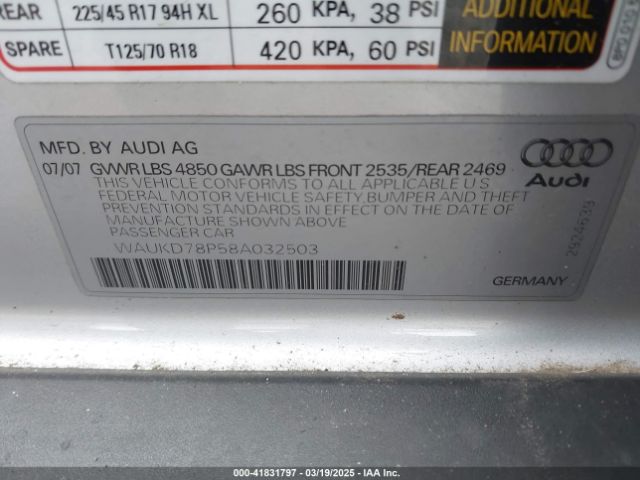 REAR 225/45 R17 94H XL 260 KPA, 38 PSI
SPARE T125/70 R18 420 KPA, 60 PSI
ADDITIONAL
INFORMATION
MFD. BY AUDI AG
07/07 GVWR LBS 4850 GAWR LBS FRONT 2535/REAR 2469
THIS VEHICLE CONFORMS TO ALL APPLICABLE U S
FEDERAL MOTOR VEHICLE SAFETY,BUMPER AND THEFT
PREVENTION STANDARDS IN EFFECT ON THE DATE OF
MANUFACTURE SHOWN ABOVE
PASSENGER CAR
WAUKD78P58A032503
Audi
2924639
GERMANY
000-41831797 - 03/19/2025 - IAA Inc.